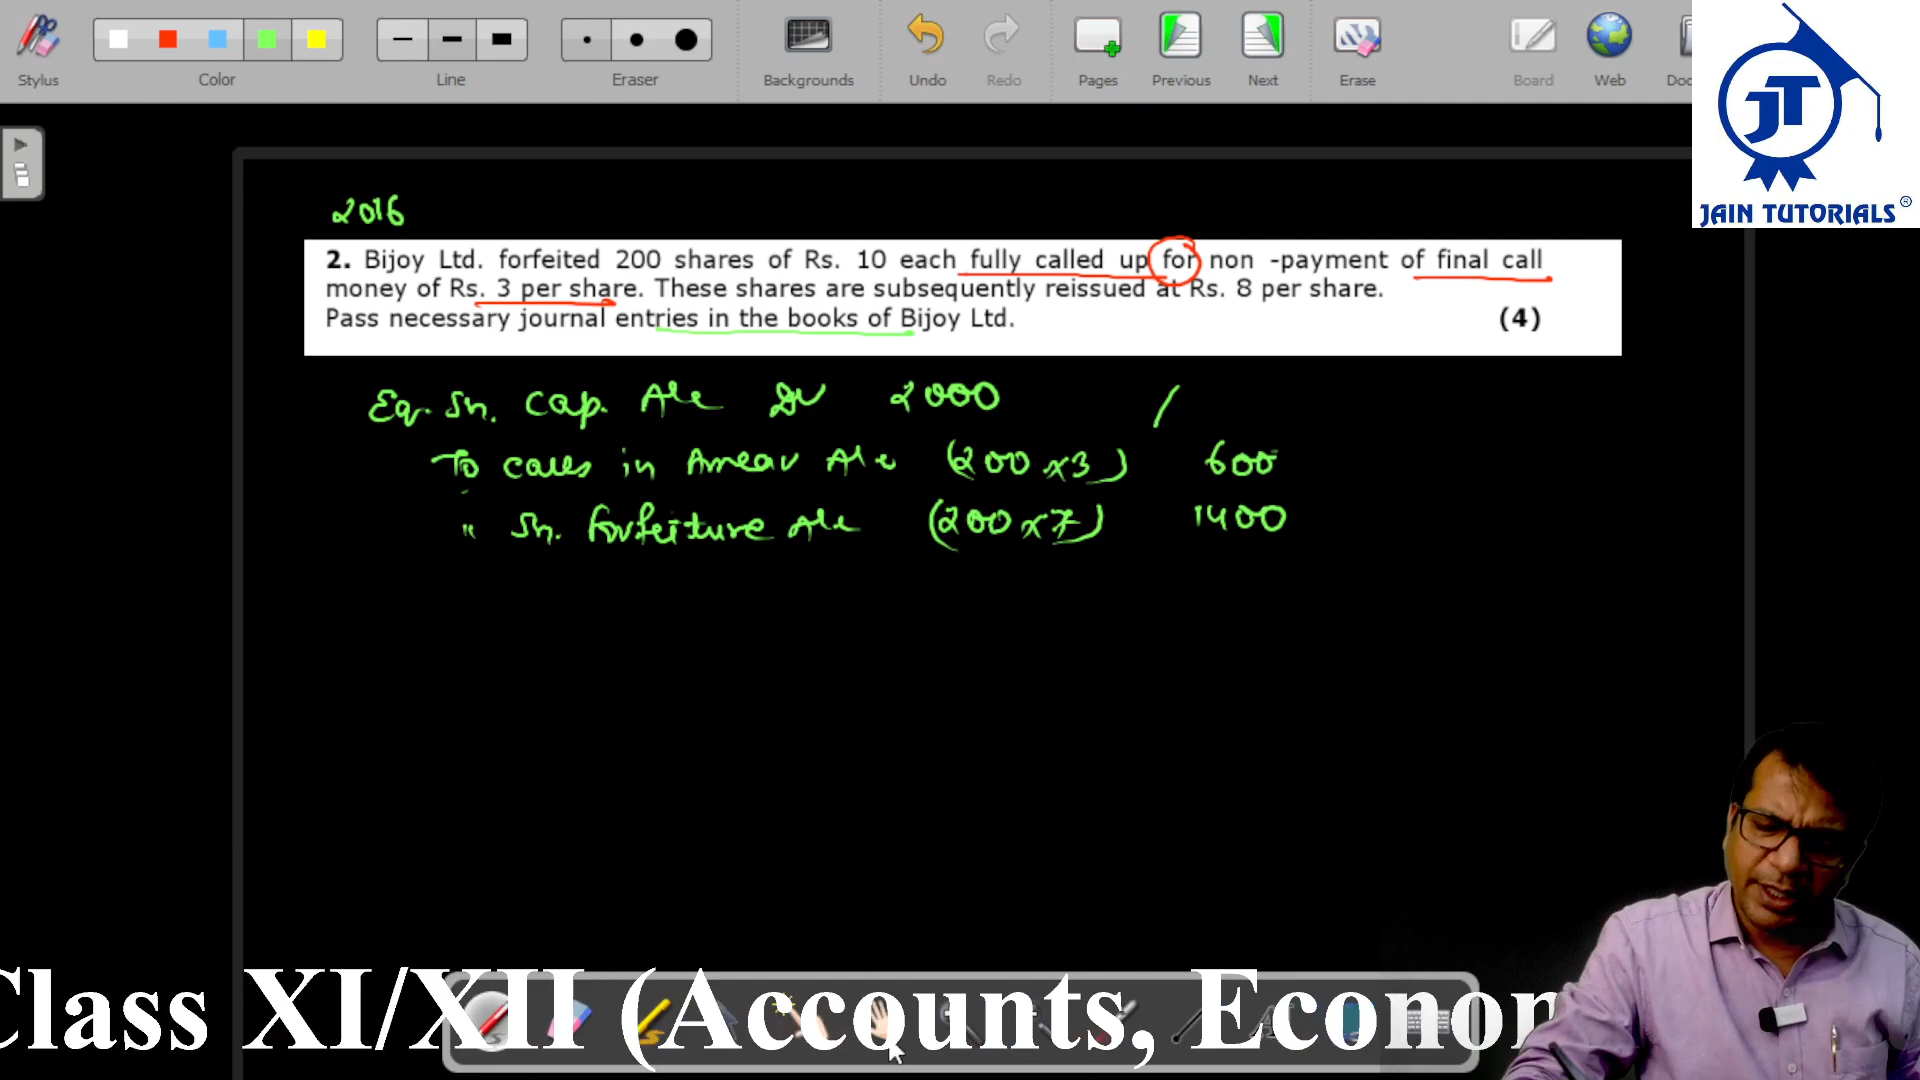 Stylus Color Line Eraser Backgrounds Undo Redo Pages Previous Next Erase Board Web
JT
JAIN TUTORIALS®
2016
2. Bijoy Ltd. forfeited 200 shares of Rs. 10 each fully called up for non -payment of final call
money of Rs. 3 per share. These shares are subsequently reissued at Rs. 8 per share.
Pass necessary journal entries in the books of Bijoy Ltd. (4)
Eq. Sh. Cap. A/c Dr 2000 /
To calls in Arrear A/c (200 x 3) 600
" Sh. forfeiture A/c (200 x 7) 1400
Class XI/XII (Accounts, Econom